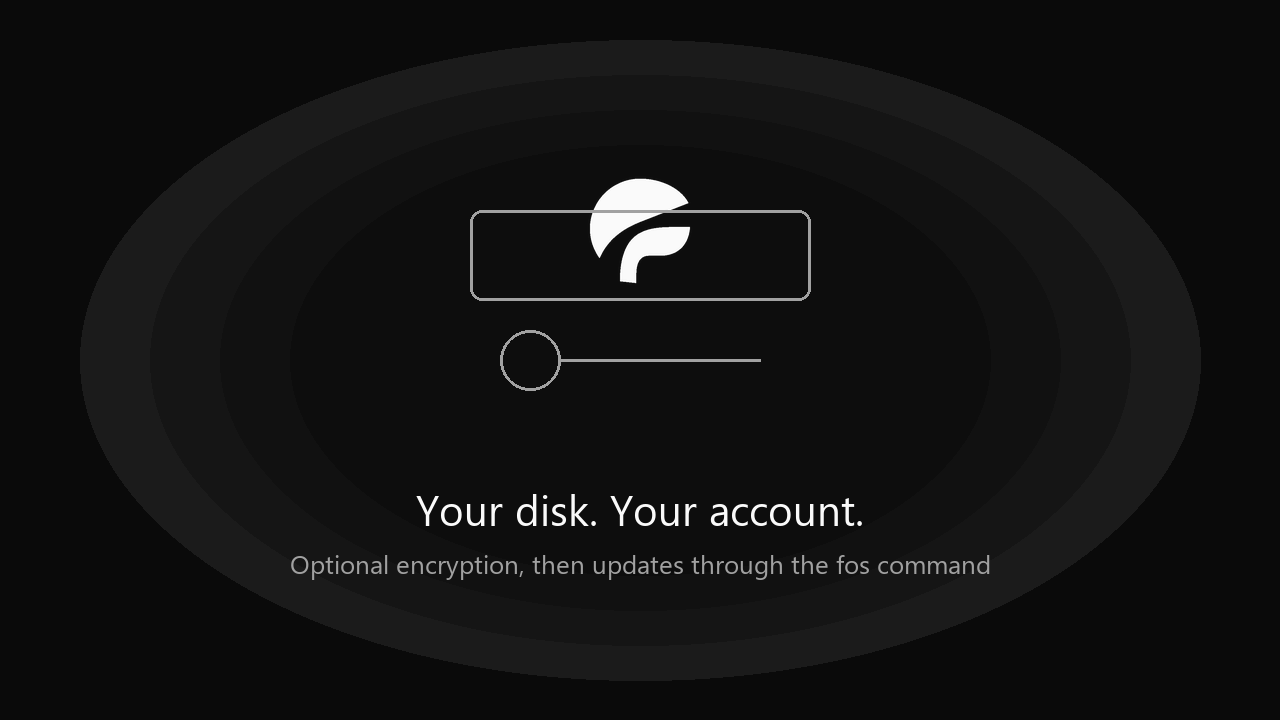 Your disk. Your account.
Optional encryption, then updates through the fos command